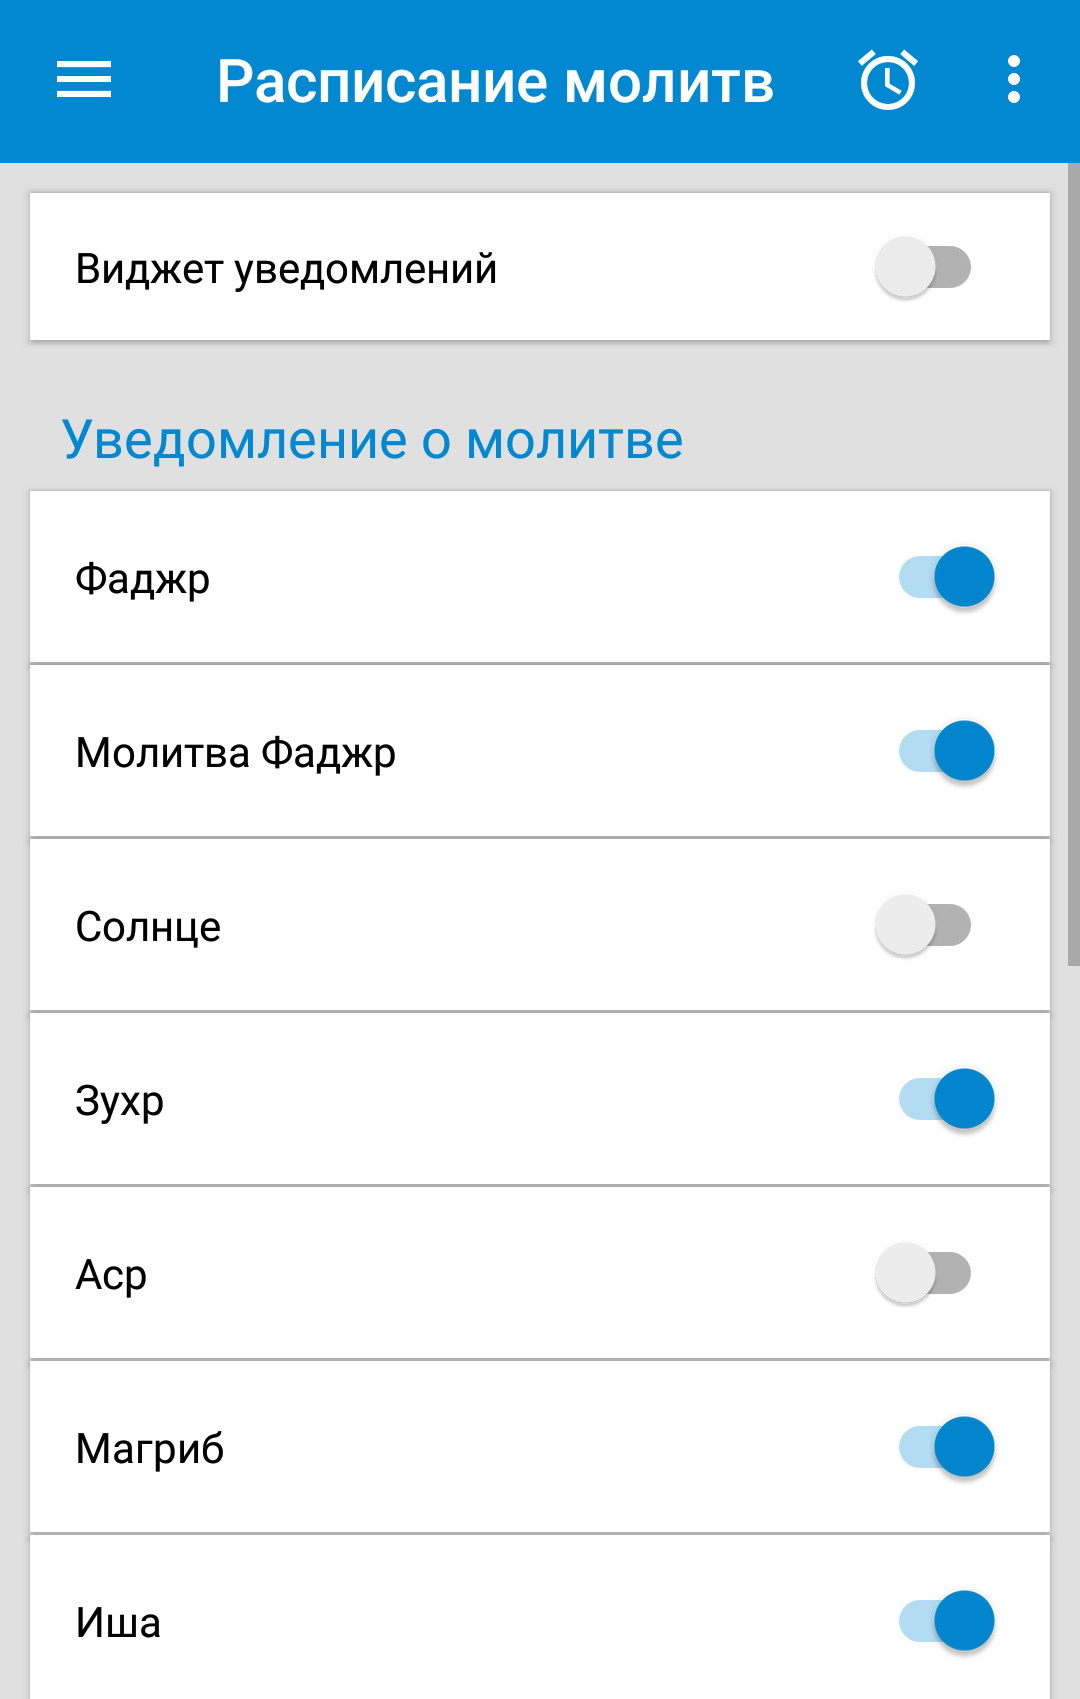 Расписание молитв
Виджет уведомлений
Уведомление о молитве
Фаджр
Молитва Фаджр
Солнце
Зухр
Аср
Магриб
Иша